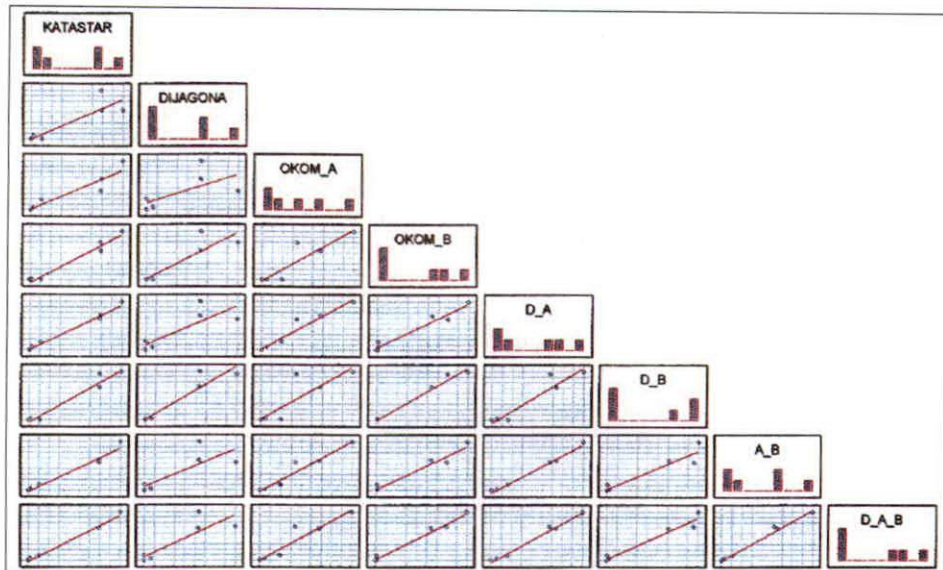 KATASTAR
DIJAGONA
OKOM_A
OKOM_B
D_A
D_B
A_B
D_A_B